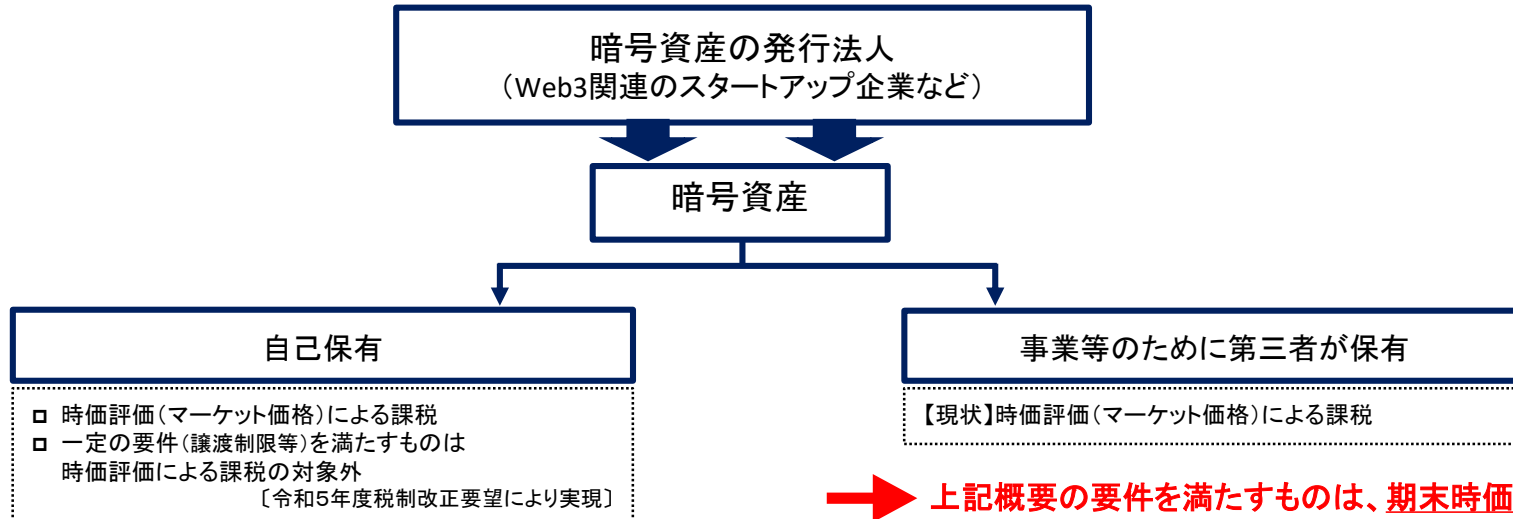 暗号資産の発行法人
（Web3関連のスタートアップ企業など）
暗号資産
自己保有
時価評価（マーケット価格）による課税
一定の要件（譲渡制限等）を満たすものは
時価評価による課税の対象外
〔令和5年度税制改正要望により実現〕
事業等のために第三者が保有
【現状】時価評価（マーケット価格）による課税
上記概要の要件を満たすものは、期末時価